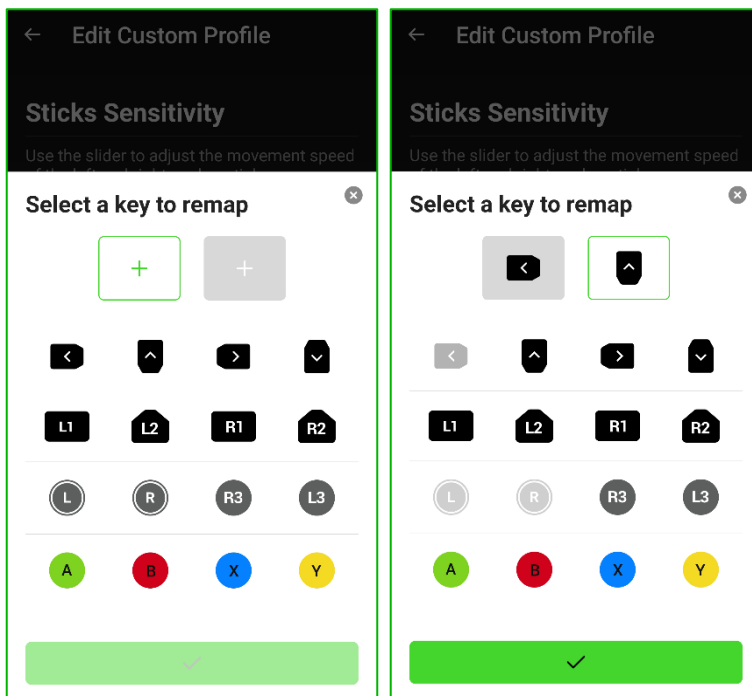 Edit Custom Profile
Sticks Sensitivity
Use the slider to adjust the movement speed
Select a key to remap
L1 L2 R1 R2
L R R3 L3
A B X Y
Edit Custom Profile
Sticks Sensitivity
Use the slider to adjust the movement speed
Select a key to remap
L1 L2 R1 R2
L R R3 L3
A B X Y